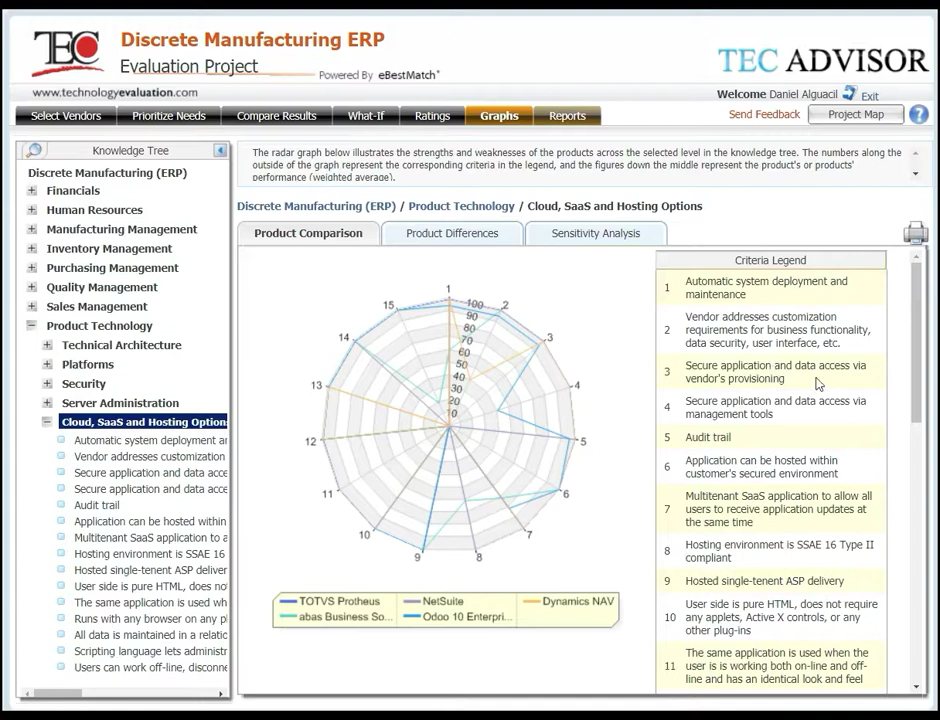 TEC
Discrete Manufacturing ERP
Evaluation Project
Powered By eBestMatch
www.technologyevaluation.com
TEC ADVISOR
Welcome Daniel Alguacil Exit
Select Vendors Prioritize Needs Compare Results What-If Ratings Graphs Reports
Send Feedback Project Map ?
Knowledge Tree
Discrete Manufacturing (ERP)
Financials
Human Resources
Manufacturing Management
Inventory Management
Purchasing Management
Quality Management
Sales Management
Product Technology
Technical Architecture
Platforms
Security
Server Administration
Cloud, SaaS and Hosting Option
Automatic system deployment ar
Vendor addresses customization
Secure application and data acce
Secure application and data acce
Audit trail
Application can be hosted within
Multitenant SaaS application to a
Hosting environment is SSAE 16
Hosted single-tenent ASP deliver
User side is pure HTML, does no
The same application is used wh
Runs with any browser on any pl
All data is maintained in a relatic
Scripting language lets administr
Users can work off-line, disconne
The radar graph below illustrates the strengths and weaknesses of the products across the selected level in the knowledge tree. The numbers along the
outside of the graph represent the corresponding criteria in the legend, and the figures down the middle represent the product's or products'
performance (weighted average).
Discrete Manufacturing (ERP) / Product Technology / Cloud, SaaS and Hosting Options
Product Comparison Product Differences Sensitivity Analysis
1
2
3
4
5
6
7
8
9
10
11
12
13
14
15
100
90
80
70
60
50
40
30
20
10
TOTVS Protheus NetSuite Dynamics NAV
abas Business So... Odoo 10 Enterpri...
Criteria Legend
1 Automatic system deployment and
maintenance
2 Vendor addresses customization
requirements for business functionality,
data security, user interface, etc.
3 Secure application and data access via
vendor's provisioning
4 Secure application and data access via
management tools
5 Audit trail
6 Application can be hosted within
customer's secured environment
7 Multitenant SaaS application to allow all
users to receive application updates at
the same time
8 Hosting environment is SSAE 16 Type II
compliant
9 Hosted single-tenent ASP delivery
10 User side is pure HTML, does not require
any applets, Active X controls, or any
other plug-ins
11 The same application is used when the
user is is working both on-line and off-
line and has an identical look and feel